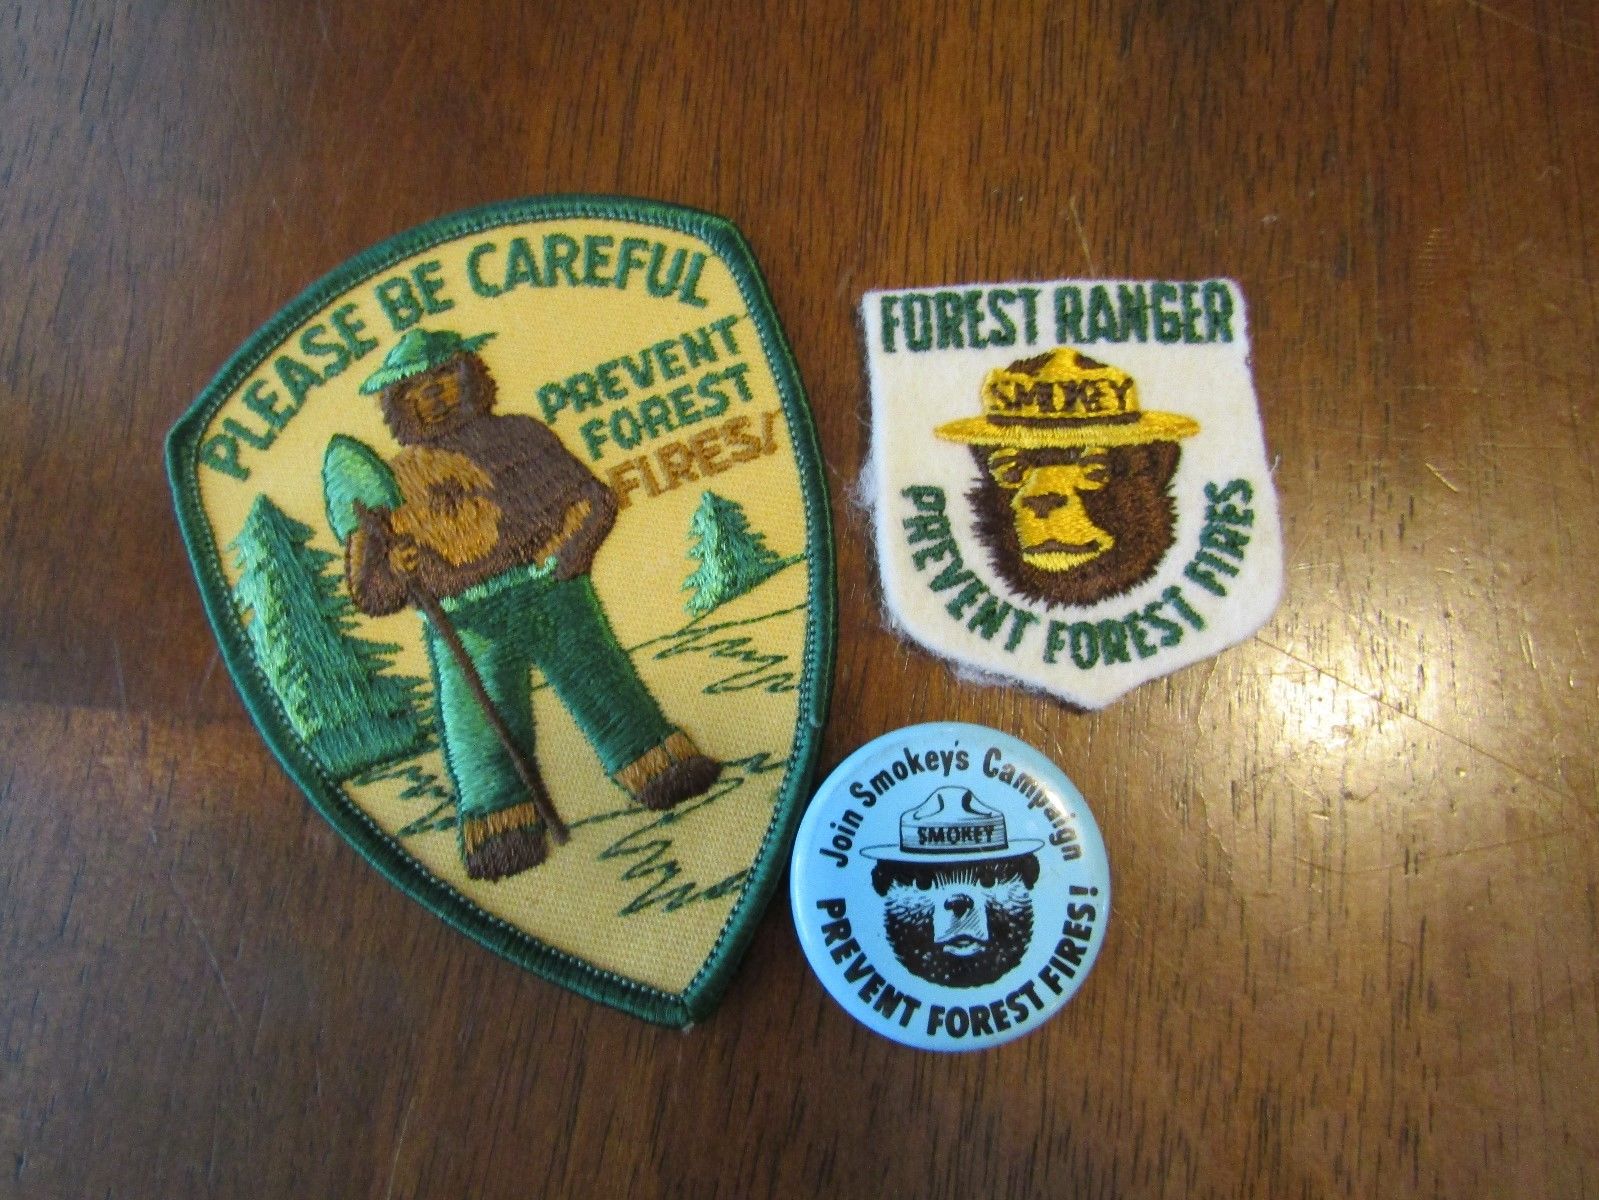 PLEASE BE CAREFUL
PREVENT
FOREST
FIRES!
FOREST RANGER
SMOKEY
PREVENT FOREST FIRES
Join Smokey's Campaign
SMOKEY
PREVENT FOREST FIRES!